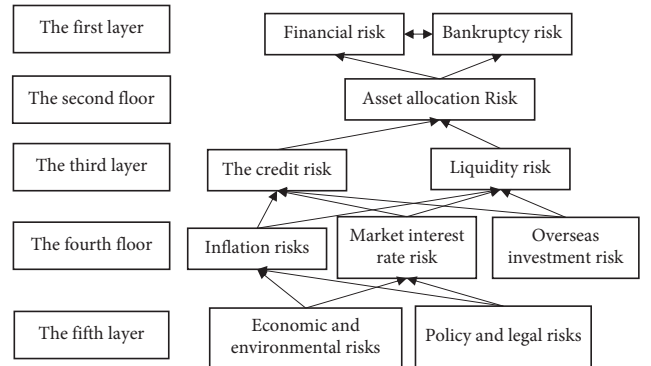 The first layer
Financial risk
Bankruptcy risk
The second floor
Asset allocation Risk
The third layer
The credit risk
Liquidity risk
The fourth floor
Inflation risks
Market interest
rate risk
Overseas
investment risk
The fifth layer
Economic and
environmental risks
Policy and legal risks